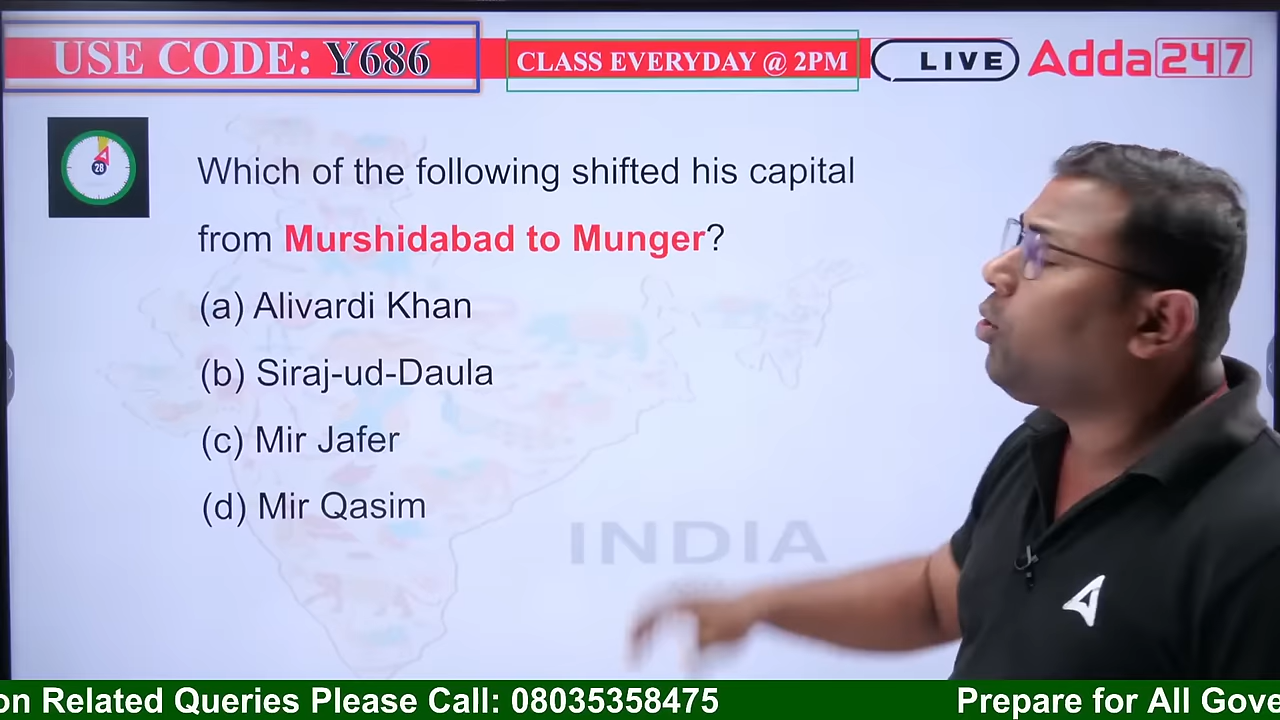 USE CODE: Y686
CLASS EVERYDAY @ 2PM
LIVE
Adda247
28
Which of the following shifted his capital
from Murshidabad to Munger?
(a) Alivardi Khan
(b) Siraj-ud-Daula
(c) Mir Jafer
(d) Mir Qasim
INDIA
on Related Queries Please Call: 08035358475
Prepare for All Gove